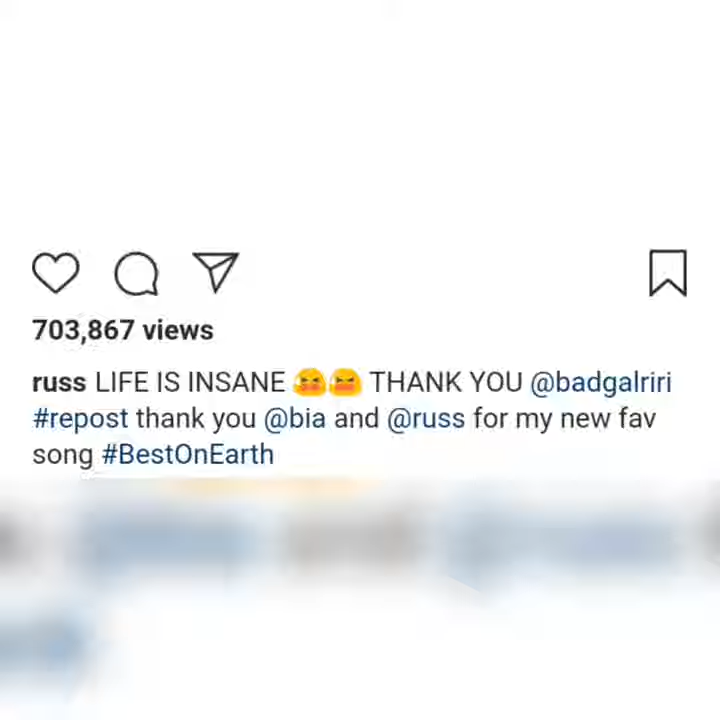 703,867 views
russ LIFE IS INSANE 😫😫 THANK YOU @badgalriri
#repost thank you @bia and @russ for my new fav
song #BestOnEarth